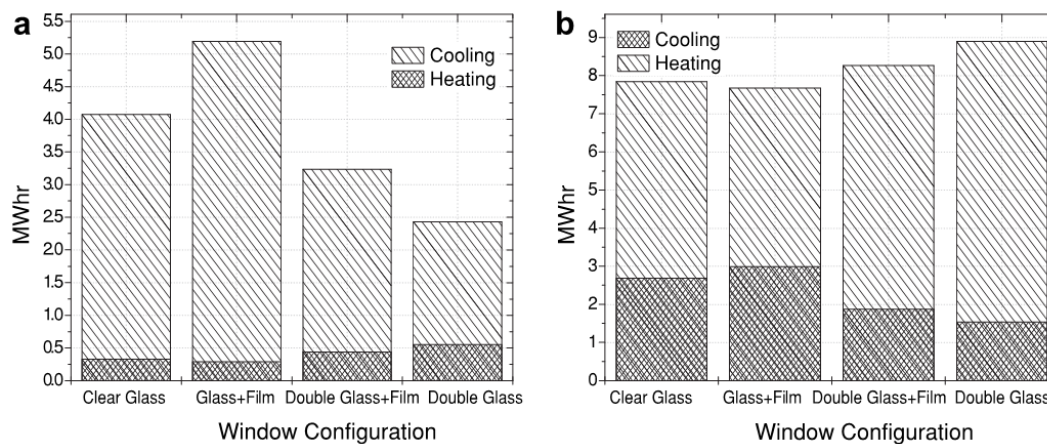 a
5.5
5.0
4.5
4.0
3.5
3.0
2.5
2.0
1.5
1.0
0.5
0.0
MWhr
Cooling
Heating
Clear Glass
Glass+Film
Double Glass+Film
Double Glass
Window Configuration
b
9
8
7
6
5
4
3
2
1
0
MWhr
Cooling
Heating
Clear Glass
Glass+Film
Double Glass+Film
Double Glass
Window Configuration